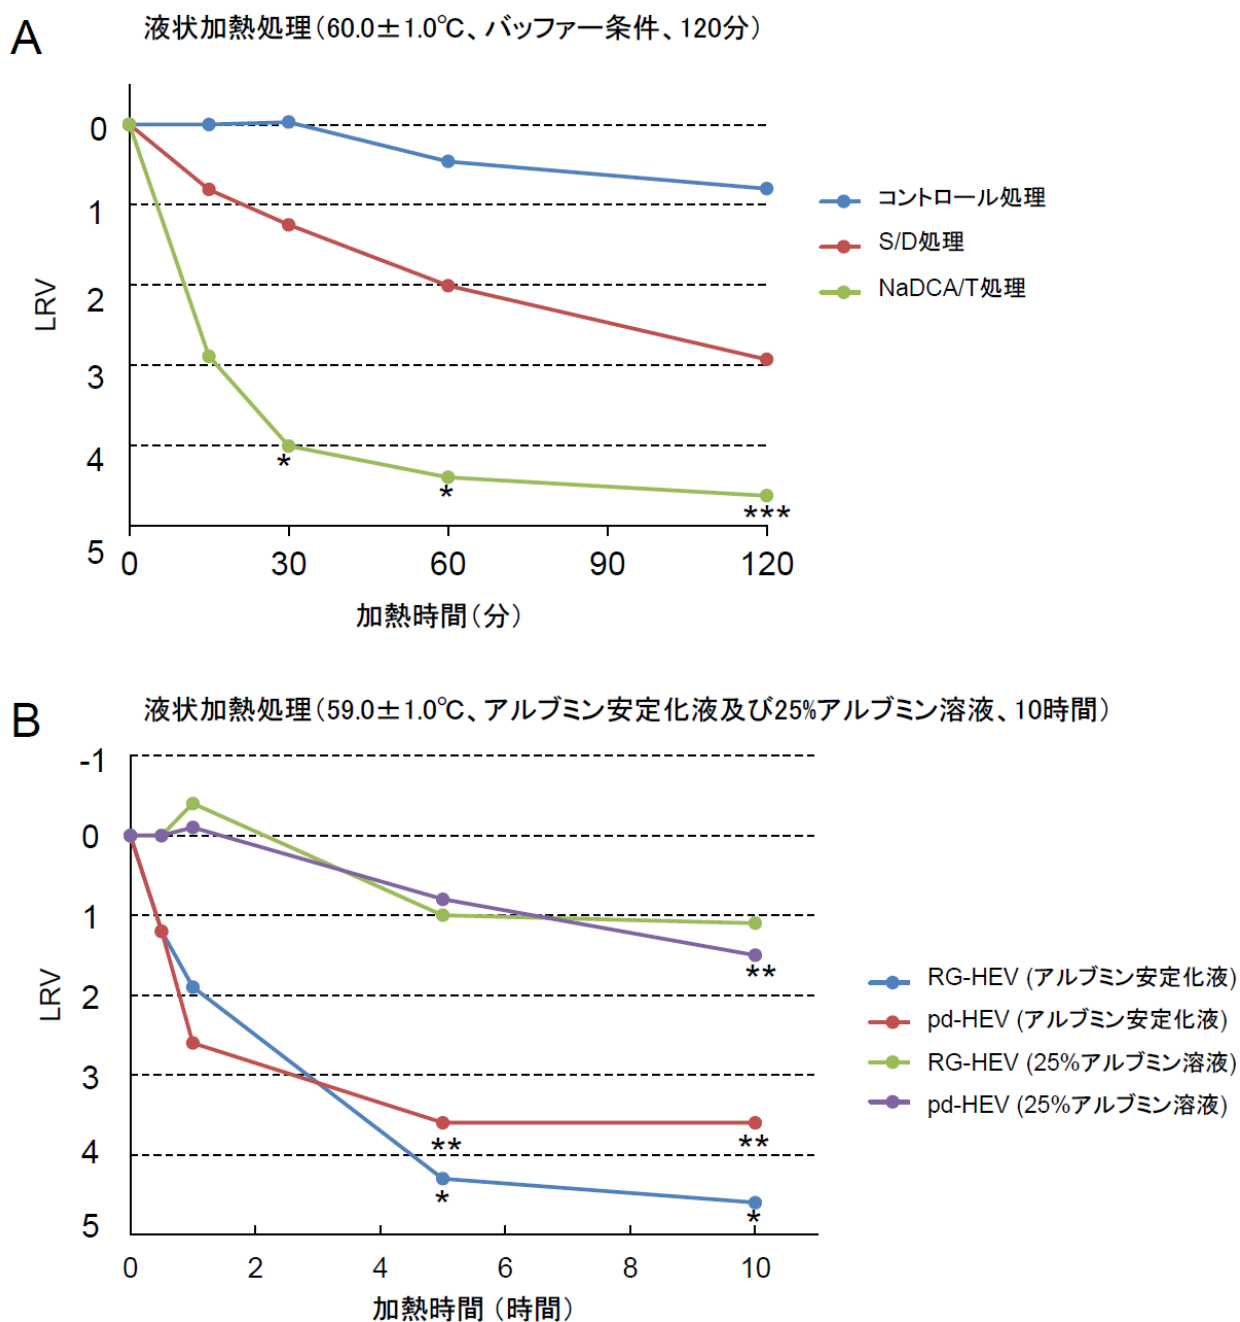 A
液状加熱処理(60.0±1.0℃、バッファー条件、120分)
0
1
2
3
4
5
LRV
*
*
***
0 30 60 90 120
加熱時間(分)
コントロール処理
S/D処理
NaDCA/T処理
B
液状加熱処理(59.0±1.0℃、アルブミン安定化液及び25%アルブミン溶液、10時間)
-1
0
1
2
3
4
5
LRV
**
**
**
*
*
0 2 4 6 8 10
加熱時間 (時間)
RG-HEV (アルブミン安定化液)
pd-HEV (アルブミン安定化液)
RG-HEV (25%アルブミン溶液)
pd-HEV (25%アルブミン溶液)